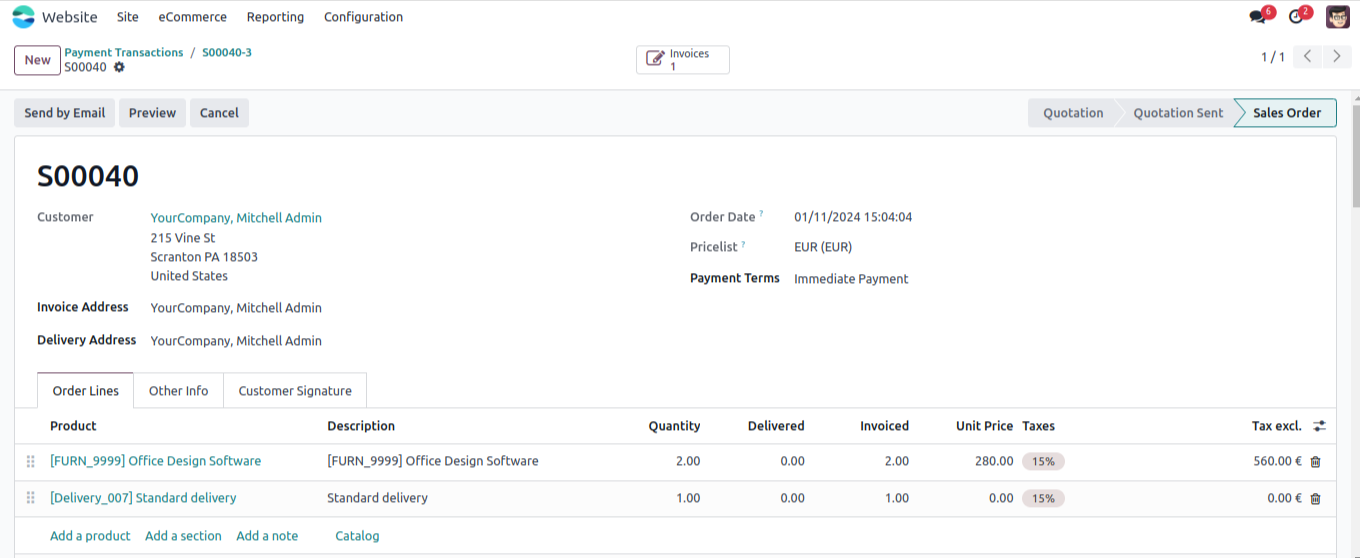 Website Site eCommerce Reporting Configuration 6 2
New Payment Transactions / S00040-3 Invoices
S00040 1 1 / 1
Send by Email Preview Cancel Quotation Quotation Sent Sales Order
S00040
Customer YourCompany, Mitchell Admin Order Date ? 01/11/2024 15:04:04
215 Vine St
Scranton PA 18503 Pricelist ? EUR (EUR)
United States Payment Terms Immediate Payment
Invoice Address YourCompany, Mitchell Admin
Delivery Address YourCompany, Mitchell Admin
Order Lines Other Info Customer Signature
Product Description Quantity Delivered Invoiced Unit Price Taxes Tax excl.
[FURN_9999] Office Design Software [FURN_9999] Office Design Software 2.00 0.00 2.00 280.00 15% 560.00 €
[Delivery_007] Standard delivery Standard delivery 1.00 0.00 1.00 0.00 15% 0.00 €
Add a product Add a section Add a note Catalog